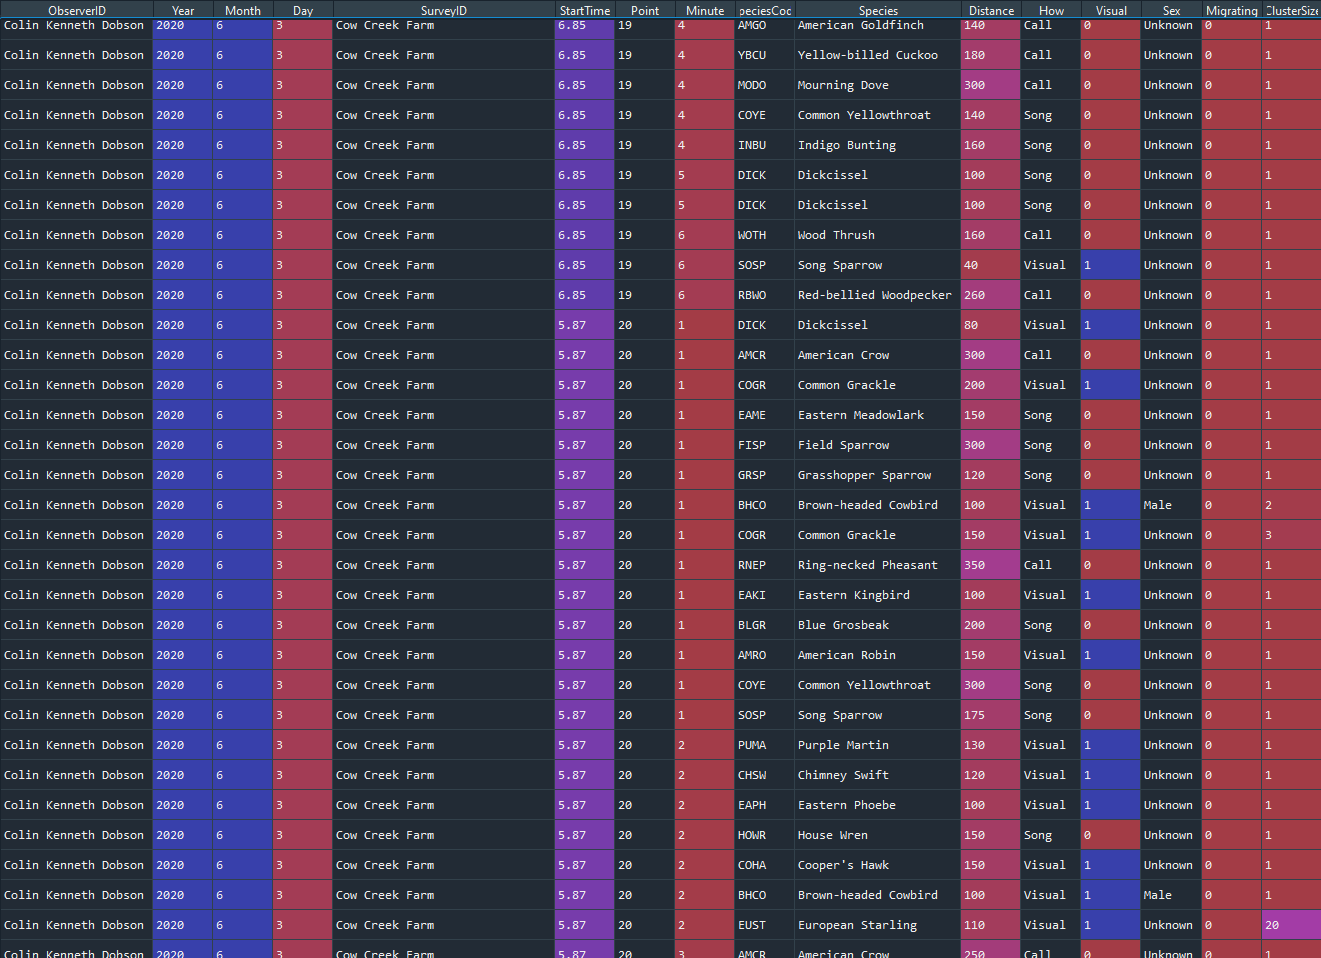 ObserverID Year Month Day SurveyID StartTime Point Minute peciesCoc Species Distance How Visual Sex Migrating ClusterSize
Colin Kenneth Dobson 2020 6 3 Cow Creek Farm 6.85 19 4 AMGO American Goldfinch 140 Call 0 Unknown 0 1
Colin Kenneth Dobson 2020 6 3 Cow Creek Farm 6.85 19 4 YBCU Yellow-billed Cuckoo 180 Call 0 Unknown 0 1
Colin Kenneth Dobson 2020 6 3 Cow Creek Farm 6.85 19 4 MODO Mourning Dove 300 Call 0 Unknown 0 1
Colin Kenneth Dobson 2020 6 3 Cow Creek Farm 6.85 19 4 COYE Common Yellowthroat 140 Song 0 Unknown 0 1
Colin Kenneth Dobson 2020 6 3 Cow Creek Farm 6.85 19 4 INBU Indigo Bunting 160 Song 0 Unknown 0 1
Colin Kenneth Dobson 2020 6 3 Cow Creek Farm 6.85 19 5 DICK Dickcissel 100 Song 0 Unknown 0 1
Colin Kenneth Dobson 2020 6 3 Cow Creek Farm 6.85 19 5 DICK Dickcissel 100 Song 0 Unknown 0 1
Colin Kenneth Dobson 2020 6 3 Cow Creek Farm 6.85 19 6 WOTH Wood Thrush 160 Call 0 Unknown 0 1
Colin Kenneth Dobson 2020 6 3 Cow Creek Farm 6.85 19 6 SOSP Song Sparrow 40 Visual 1 Unknown 0 1
Colin Kenneth Dobson 2020 6 3 Cow Creek Farm 6.85 19 6 RBWO Red-bellied Woodpecker 260 Call 0 Unknown 0 1
Colin Kenneth Dobson 2020 6 3 Cow Creek Farm 5.87 20 1 DICK Dickcissel 80 Visual 1 Unknown 0 1
Colin Kenneth Dobson 2020 6 3 Cow Creek Farm 5.87 20 1 AMCR American Crow 300 Call 0 Unknown 0 1
Colin Kenneth Dobson 2020 6 3 Cow Creek Farm 5.87 20 1 COGR Common Grackle 200 Visual 1 Unknown 0 1
Colin Kenneth Dobson 2020 6 3 Cow Creek Farm 5.87 20 1 EAME Eastern Meadowlark 150 Song 0 Unknown 0 1
Colin Kenneth Dobson 2020 6 3 Cow Creek Farm 5.87 20 1 FISP Field Sparrow 300 Song 0 Unknown 0 1
Colin Kenneth Dobson 2020 6 3 Cow Creek Farm 5.87 20 1 GRSP Grasshopper Sparrow 120 Song 0 Unknown 0 1
Colin Kenneth Dobson 2020 6 3 Cow Creek Farm 5.87 20 1 BHCO Brown-headed Cowbird 100 Visual 1 Male 0 2
Colin Kenneth Dobson 2020 6 3 Cow Creek Farm 5.87 20 1 COGR Common Grackle 150 Visual 1 Unknown 0 3
Colin Kenneth Dobson 2020 6 3 Cow Creek Farm 5.87 20 1 RNEP Ring-necked Pheasant 350 Call 0 Unknown 0 1
Colin Kenneth Dobson 2020 6 3 Cow Creek Farm 5.87 20 1 EAKI Eastern Kingbird 100 Visual 1 Unknown 0 1
Colin Kenneth Dobson 2020 6 3 Cow Creek Farm 5.87 20 1 BLGR Blue Grosbeak 200 Song 0 Unknown 0 1
Colin Kenneth Dobson 2020 6 3 Cow Creek Farm 5.87 20 1 AMRO American Robin 150 Visual 1 Unknown 0 1
Colin Kenneth Dobson 2020 6 3 Cow Creek Farm 5.87 20 1 COYE Common Yellowthroat 300 Song 0 Unknown 0 1
Colin Kenneth Dobson 2020 6 3 Cow Creek Farm 5.87 20 1 SOSP Song Sparrow 175 Song 0 Unknown 0 1
Colin Kenneth Dobson 2020 6 3 Cow Creek Farm 5.87 20 2 PUMA Purple Martin 130 Visual 1 Unknown 0 1
Colin Kenneth Dobson 2020 6 3 Cow Creek Farm 5.87 20 2 CHSW Chimney Swift 120 Visual 1 Unknown 0 1
Colin Kenneth Dobson 2020 6 3 Cow Creek Farm 5.87 20 2 EAPH Eastern Phoebe 100 Visual 1 Unknown 0 1
Colin Kenneth Dobson 2020 6 3 Cow Creek Farm 5.87 20 2 HOWR House Wren 150 Song 0 Unknown 0 1
Colin Kenneth Dobson 2020 6 3 Cow Creek Farm 5.87 20 2 COHA Cooper's Hawk 150 Visual 1 Unknown 0 1
Colin Kenneth Dobson 2020 6 3 Cow Creek Farm 5.87 20 2 BHCO Brown-headed Cowbird 100 Visual 1 Male 0 1
Colin Kenneth Dobson 2020 6 3 Cow Creek Farm 5.87 20 2 EUST European Starling 110 Visual 1 Unknown 0 20
Colin Kenneth Dobson 2020 6 3 Cow Creek Farm 5.87 20 3 AMCR American Crow 250 Call 0 Unknown 0 1